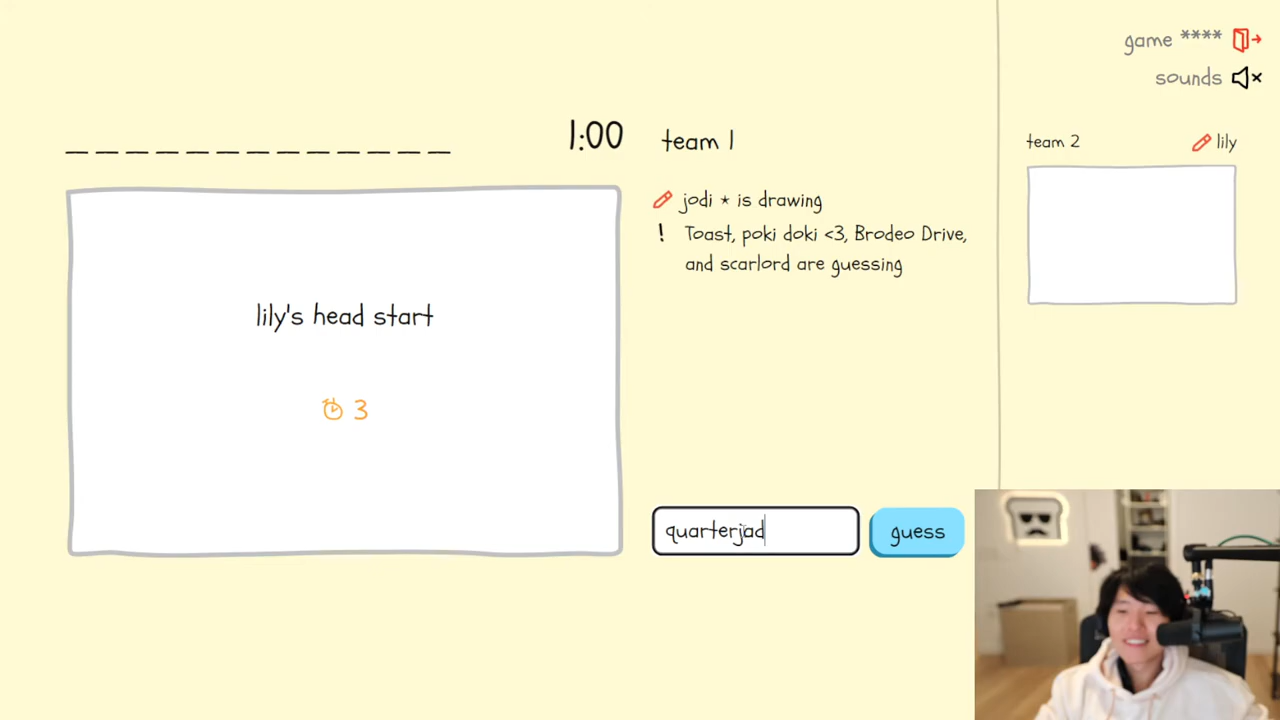 game ****
sounds
_ _ _ _ _ _ _ _ _ _ _ _ _
1:00
team 1
team 2
lily
jodi ★ is drawing
! Toast, poki doki <3, Brodeo Drive,
and scarlord are guessing
lily's head start
3
quarterjad
guess